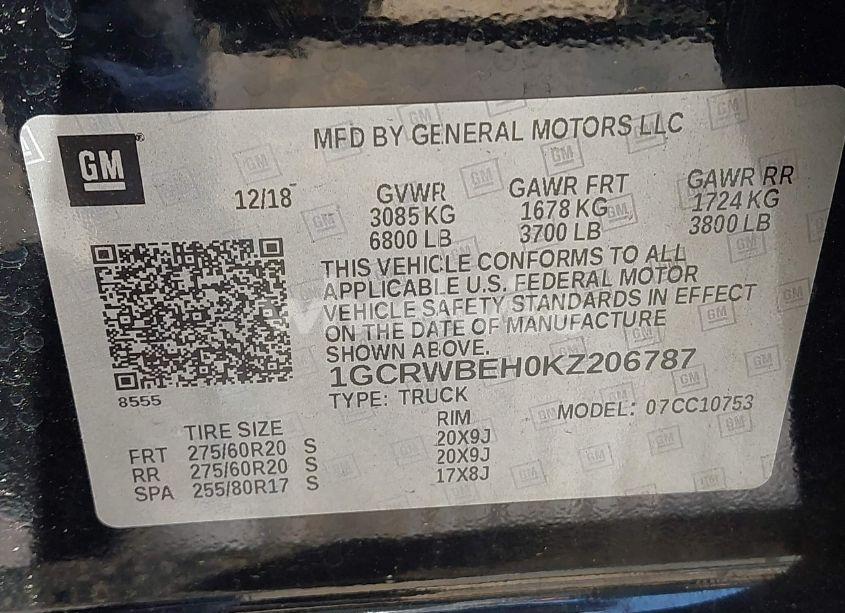 MFD BY GENERAL MOTORS LLC
GM
12/18
GVWR GAWR FRT GAWR RR
3085 KG 1678 KG 1724 KG
6800 LB 3700 LB 3800 LB
THIS VEHICLE CONFORMS TO ALL
APPLICABLE U.S. FEDERAL MOTOR
VEHICLE SAFETY STANDARDS IN EFFECT
ON THE DATE OF MANUFACTURE
SHOWN ABOVE.
1GCRWBEH0KZ206787
8555
TYPE: TRUCK
MODEL: 07CC10753
TIRE SIZE RIM
FRT 275/60R20 S 20X9J
RR 275/60R20 S 20X9J
SPA 255/80R17 S 17X8J